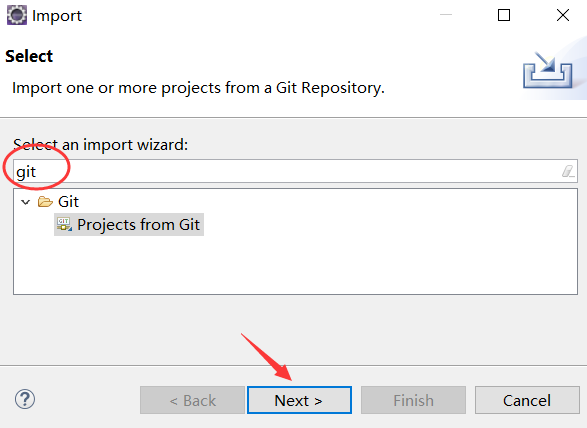 Import
Select
Import one or more projects from a Git Repository.
Select an import wizard:
git
Git
GIT
Projects from Git
?
< Back
Next >
Finish
Cancel